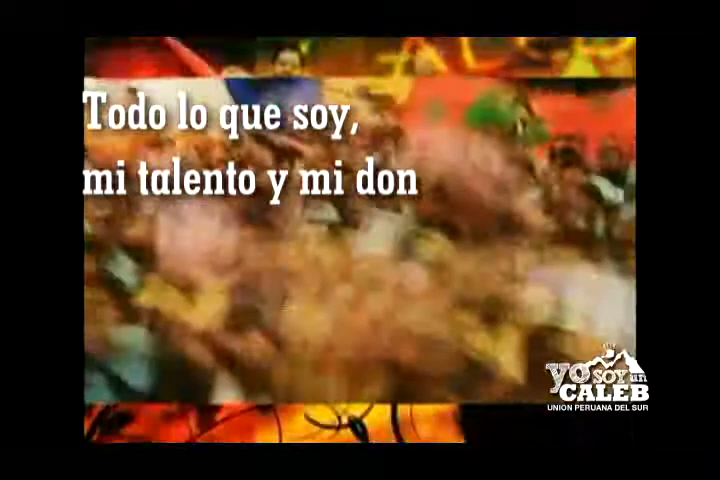 Todo lo que soy,
mi talento y mi don
yo
SOY un
CALEB
UNION PERUANA DEL SUR